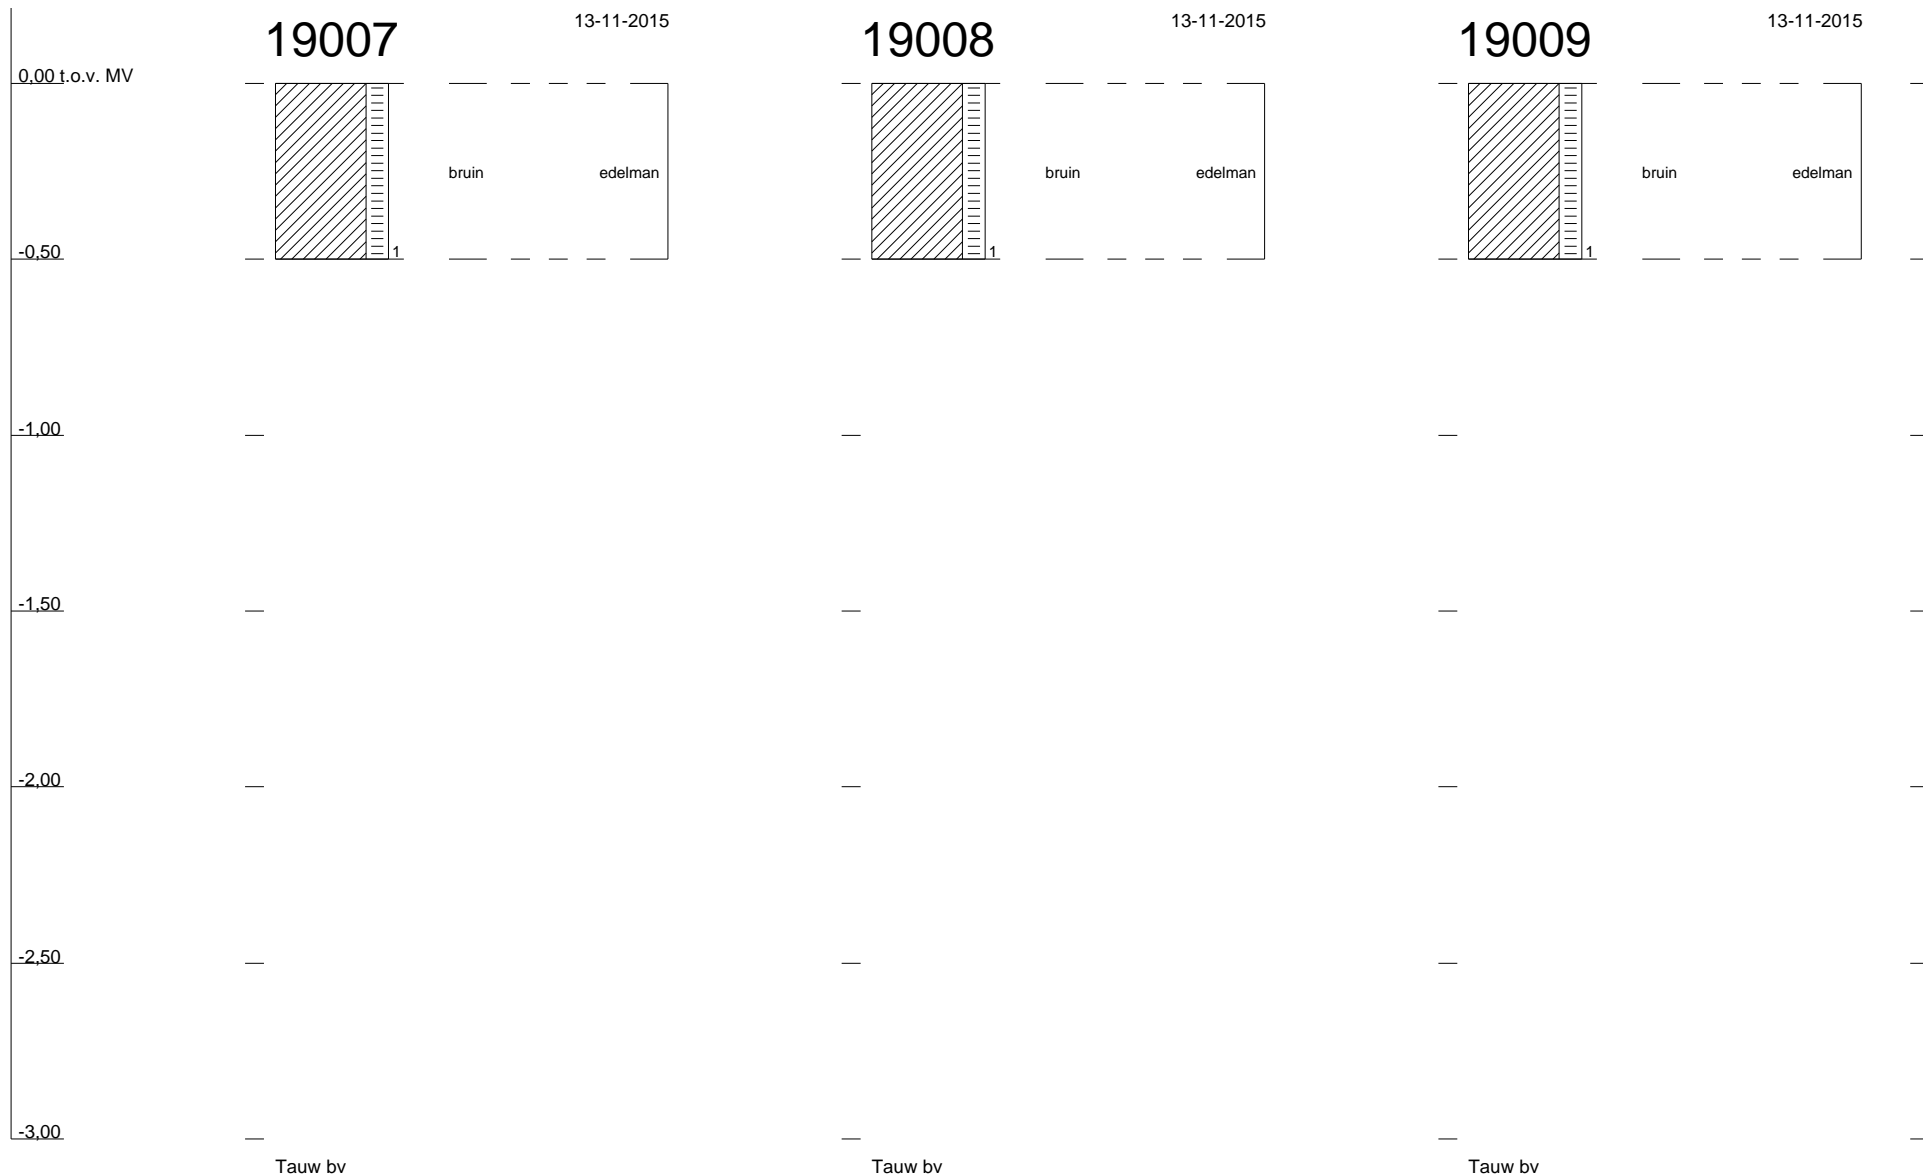 19007 13-11-2015 19008 13-11-2015 19009 13-11-2015
0,00 t.o.v. MV
bruin edelman bruin edelman bruin edelman
-0,50 1 1 1
-1,00
-1,50
-2,00
-2,50
-3,00
Tauw bv Tauw bv Tauw bv